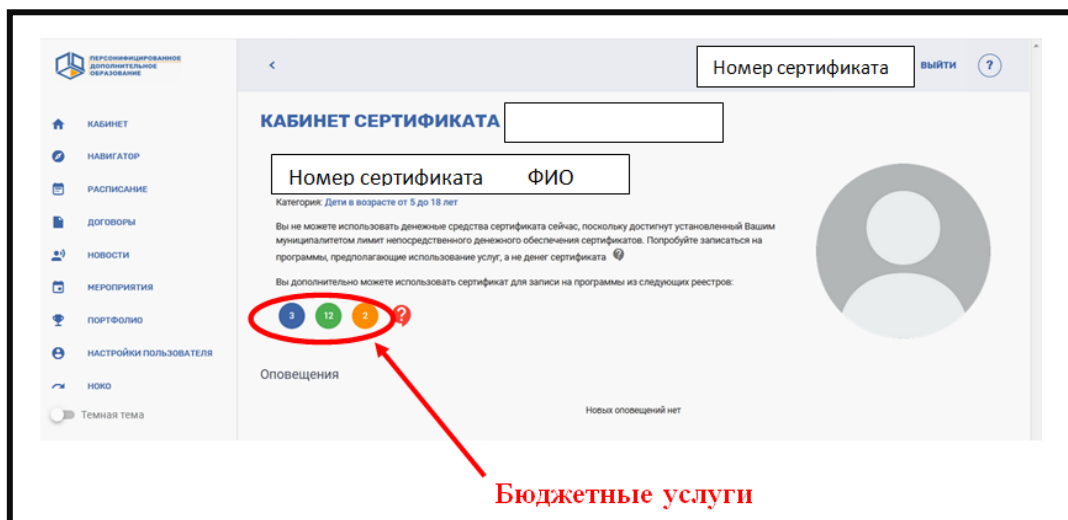 ПЕРСОНИФИЦИРОВАННОЕ
ДОПОЛНИТЕЛЬНОЕ
ОБРАЗОВАНИЕ
<
Номер сертификата
ВЫЙТИ
?
КАБИНЕТ
НАВИГАТОР
РАСПИСАНИЕ
ДОГОВОРЫ
НОВОСТИ
МЕРОПРИЯТИЯ
ПОРТФОЛИО
НАСТРОЙКИ ПОЛЬЗОВАТЕЛЯ
НОКО
Темная тема
КАБИНЕТ СЕРТИФИКАТА
Номер сертификата ФИО
Категория: Дети в возрасте от 5 до 18 лет
Вы не можете использовать денежные средства сертификата сейчас, поскольку достигнут установленный Вашим
муниципалитетом лимит непосредственного денежного обеспечения сертификатов. Попробуйте записаться на
программы, предполагающие использование услуг, а не денег сертификата ?
Вы дополнительно можете использовать сертификат для записи на программы из следующих реестров:
3 12 2 ?
Оповещения
Новых оповещений нет
Бюджетные услуги